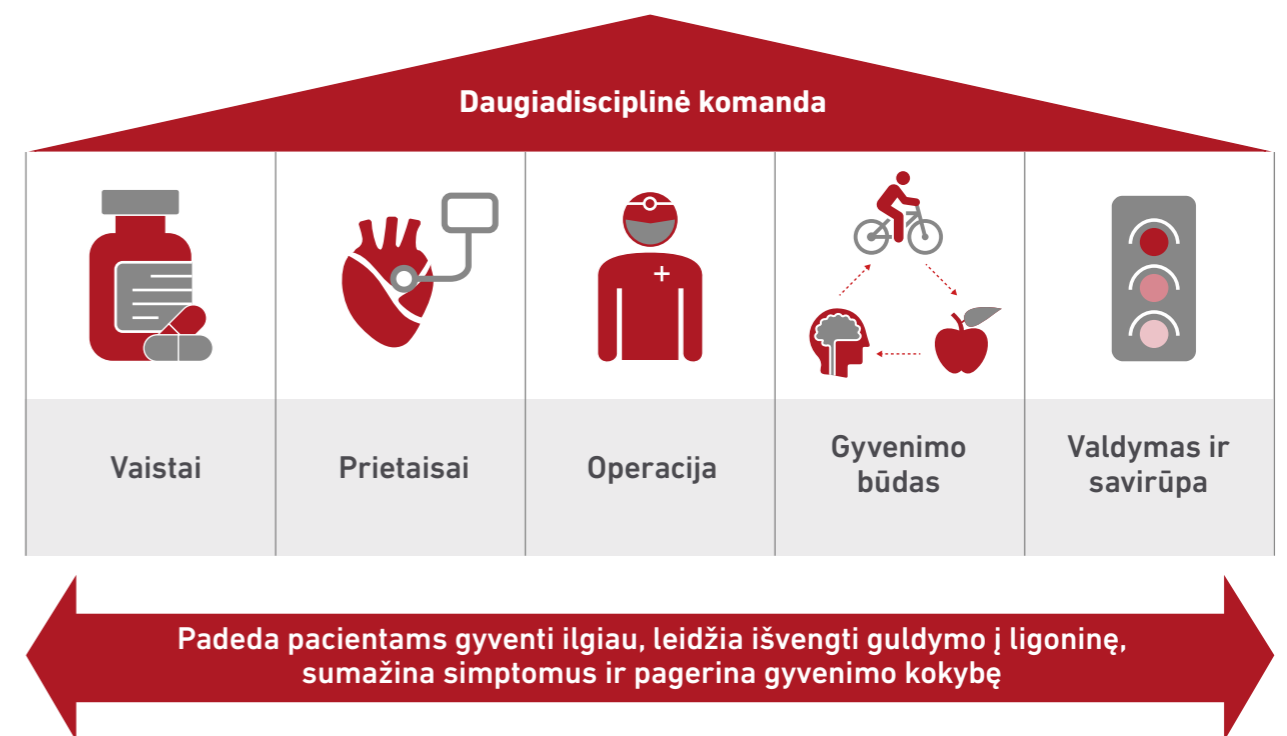 Daugiadisciplinė komanda
Vaistai
Prietaisai
Operacija
Gyvenimo
būdas
Valdymas ir
savirūpa
Padeda pacientams gyventi ilgiau, leidžia išvengti guldymo į ligoninę,
sumažina simptomus ir pagerina gyvenimo kokybę